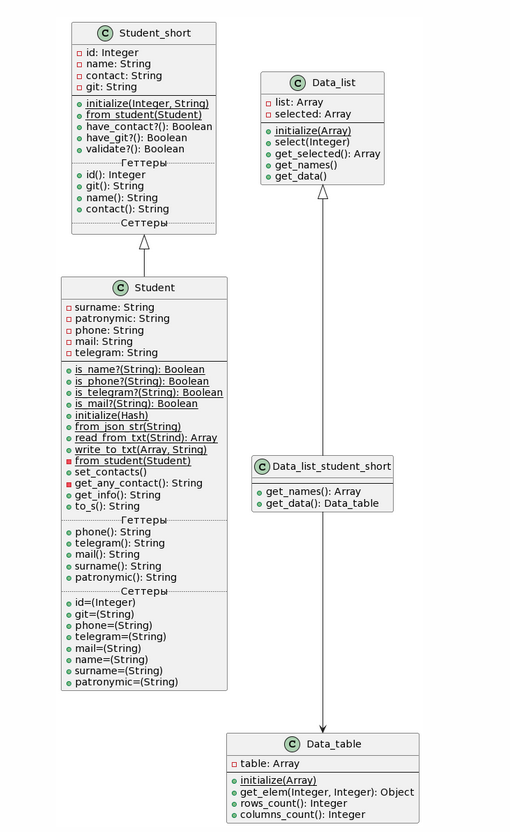 C Student_short
id: Integer
name: String
contact: String
git: String
initialize(Integer, String)
from_student(Student)
have_contact?(): Boolean
have_git?(): Boolean
validate?(): Boolean
Геттеры
id(): Integer
git(): String
name(): String
contact(): String
Сеттеры
C Data_list
list: Array
selected: Array
initialize(Array)
select(Integer)
get_selected(): Array
get_names()
get_data()
C Student
surname: String
patronymic: String
phone: String
mail: String
telegram: String
is_name?(String): Boolean
is_phone?(String): Boolean
is_telegram?(String): Boolean
is_mail?(String): Boolean
initialize(Hash)
from_json_str(String)
read_from_txt(Strind): Array
write_to_txt(Array, String)
from_student(Student)
set_contacts()
get_any_contact(): String
get_info(): String
to_s(): String
Геттеры
phone(): String
telegram(): String
mail(): String
surname(): String
patronymic(): String
Сеттеры
id=(Integer)
git=(String)
phone=(String)
telegram=(String)
mail=(String)
name=(String)
surname=(String)
patronymic=(String)
C Data_list_student_short
get_names(): Array
get_data(): Data_table
C Data_table
table: Array
initialize(Array)
get_elem(Integer, Integer): Object
rows_count(): Integer
columns_count(): Integer